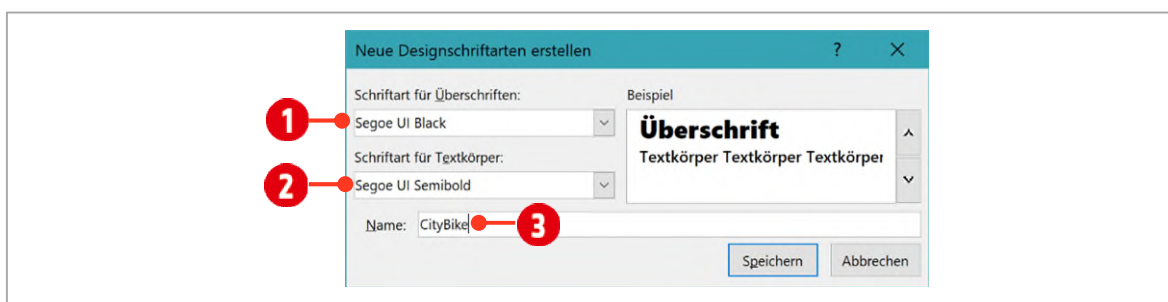 Neue Designschriftarten erstellen ? ✕
Schriftart für Überschriften:
1 Segoe UI Black
Schriftart für Textkörper:
2 Segoe UI Semibold
Beispiel
Überschrift
Textkörper Textkörper Textkörper
Name: CityBike 3
Speichern Abbrechen